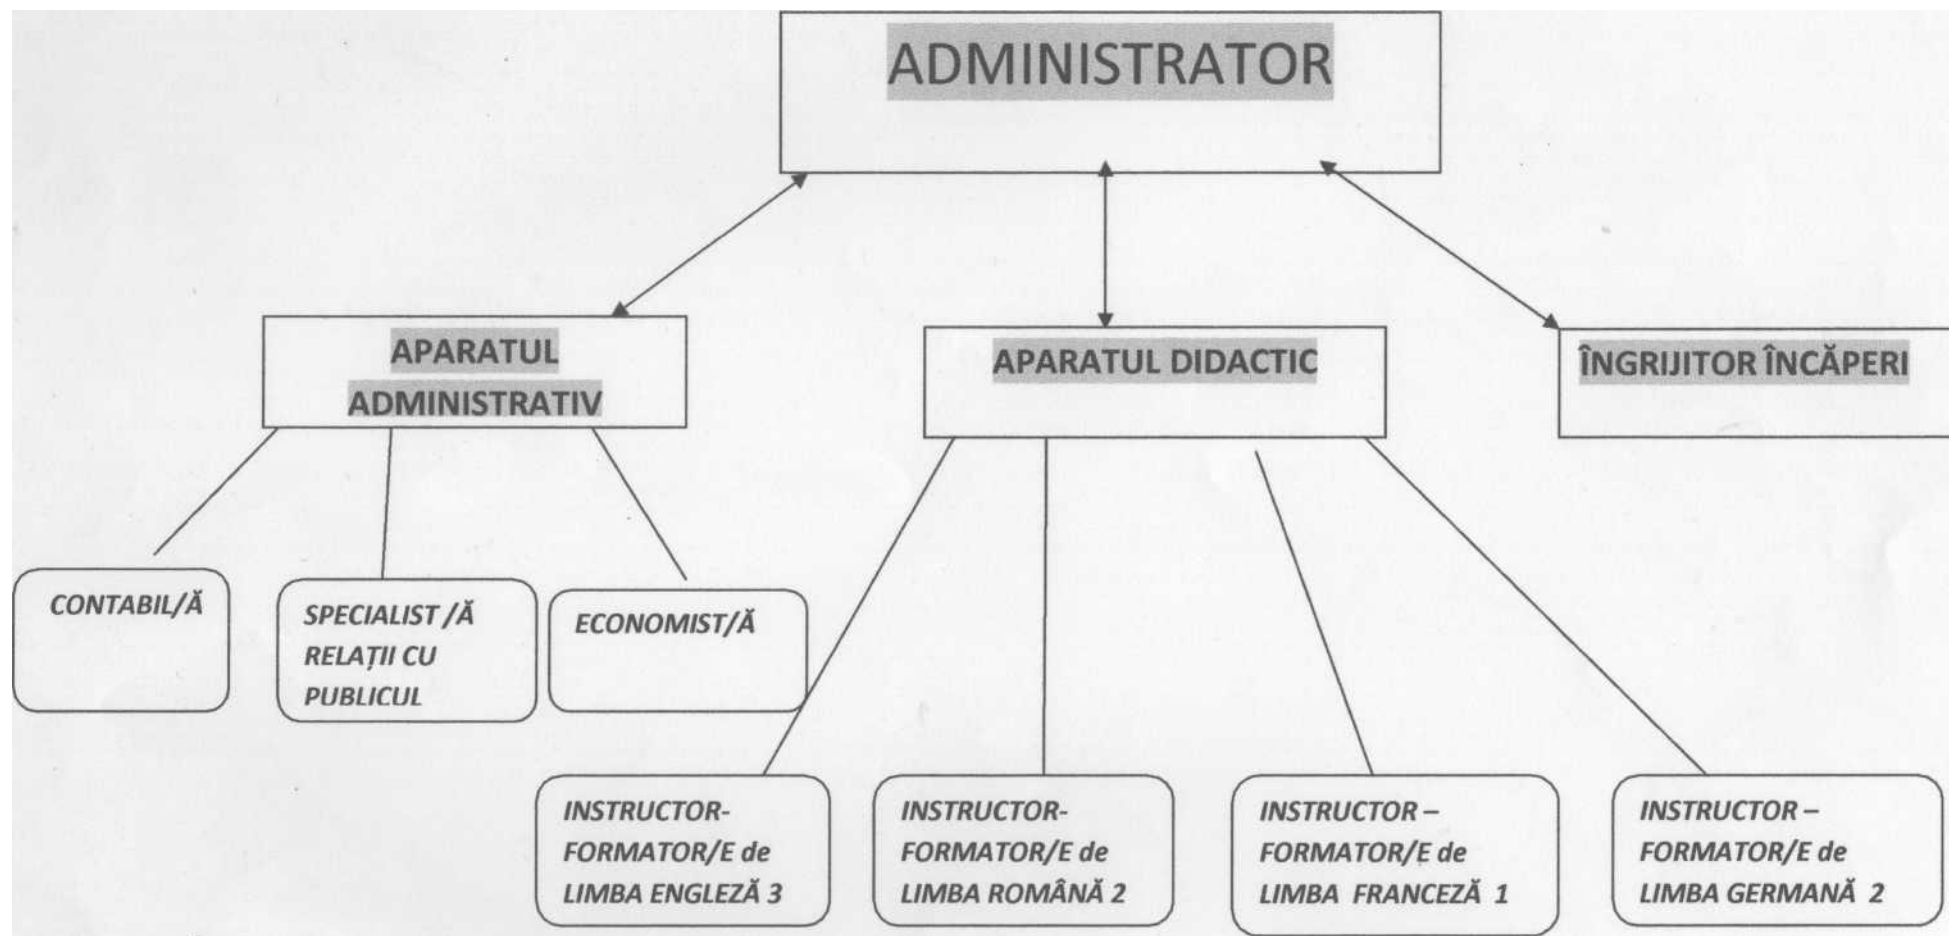 ADMINISTRATOR
APARATUL
ADMINISTRATIV
APARATUL DIDACTIC
ÎNGRIJITOR ÎNCĂPERI
CONTABIL/Ă
SPECIALIST /Ă
RELAȚII CU
PUBLICUL
ECONOMIST/Ă
INSTRUCTOR-
FORMATOR/E de
LIMBA ENGLEZĂ 3
INSTRUCTOR-
FORMATOR/E de
LIMBA ROMÂNĂ 2
INSTRUCTOR –
FORMATOR/E de
LIMBA FRANCEZĂ 1
INSTRUCTOR –
FORMATOR/E de
LIMBA GERMANĂ 2